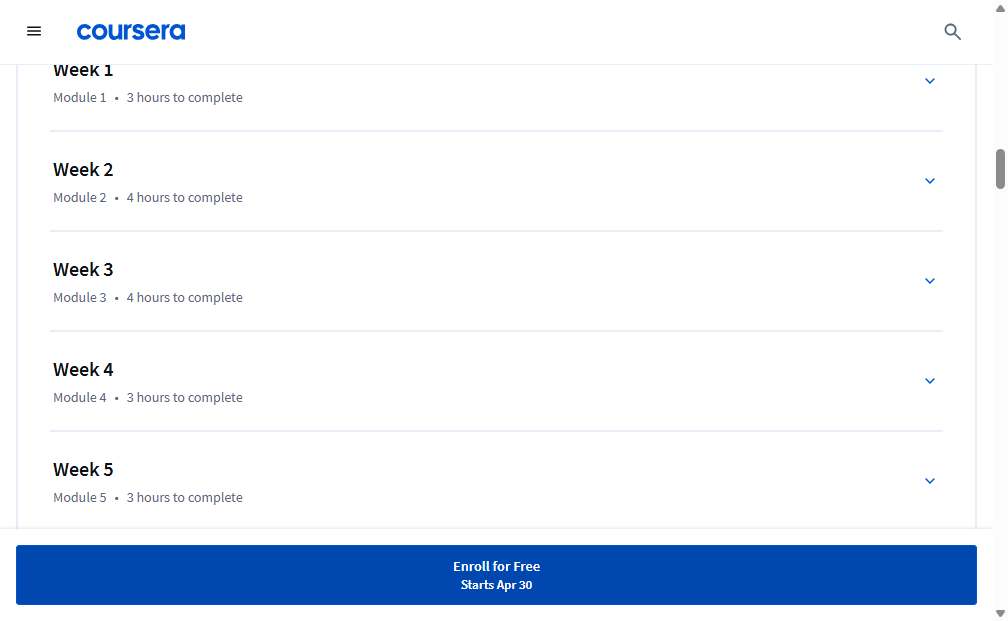 coursera
Week 1
Module 1 • 3 hours to complete
Week 2
Module 2 • 4 hours to complete
Week 3
Module 3 • 4 hours to complete
Week 4
Module 4 • 3 hours to complete
Week 5
Module 5 • 3 hours to complete
Enroll for Free
Starts Apr 30